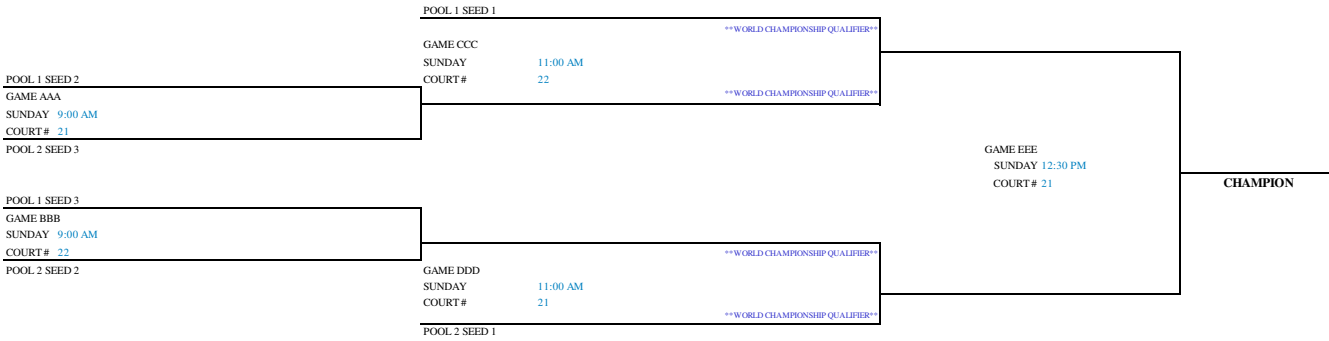 POOL 1 SEED 1
**WORLD CHAMPIONSHIP QUALIFIER**
GAME CCC
SUNDAY 11:00 AM
COURT # 22
**WORLD CHAMPIONSHIP QUALIFIER**
POOL 1 SEED 2
GAME AAA
SUNDAY 9:00 AM
COURT # 21
POOL 2 SEED 3
GAME EEE
SUNDAY 12:30 PM
COURT # 21
CHAMPION
POOL 1 SEED 3
GAME BBB
SUNDAY 9:00 AM
COURT # 22
POOL 2 SEED 2
**WORLD CHAMPIONSHIP QUALIFIER**
GAME DDD
SUNDAY 11:00 AM
COURT # 21
**WORLD CHAMPIONSHIP QUALIFIER**
POOL 2 SEED 1